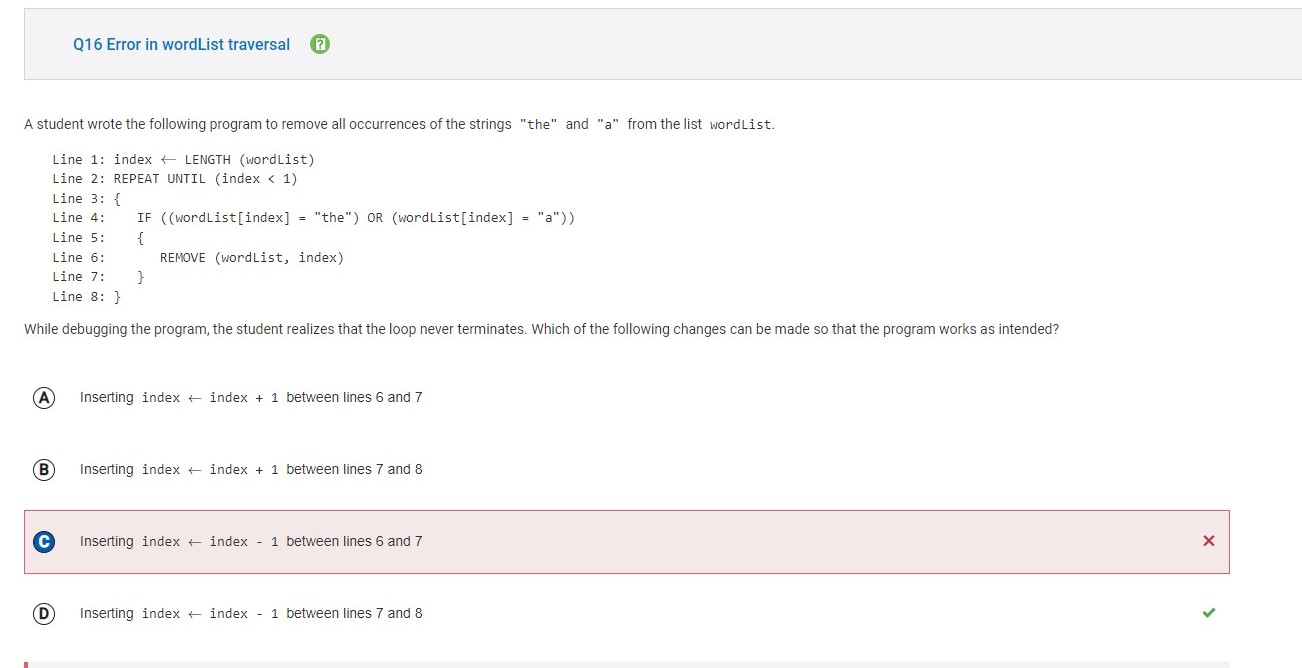 Q16 Error in wordList traversal
A student wrote the following program to remove all occurrences of the strings "the" and "a" from the list wordList.
Line 1: index ← LENGTH (wordList)
Line 2: REPEAT UNTIL (index < 1)
Line 3: {
Line 4: IF ((wordList[index] = "the") OR (wordList[index] = "a"))
Line 5: {
Line 6: REMOVE (wordList, index)
Line 7: }
Line 8: }
While debugging the program, the student realizes that the loop never terminates. Which of the following changes can be made so that the program works as intended?
A Inserting index ← index + 1 between lines 6 and 7
B Inserting index ← index + 1 between lines 7 and 8
C Inserting index ← index - 1 between lines 6 and 7
D Inserting index ← index - 1 between lines 7 and 8